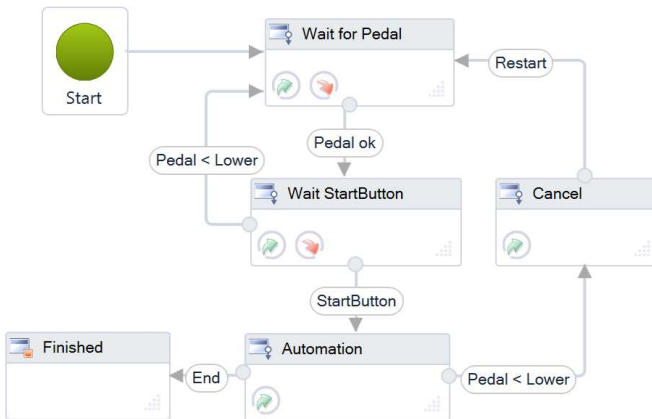 Wait for Pedal
Start
Restart
Pedal ok
Pedal < Lower
Wait StartButton
Cancel
StartButton
Finished
Automation
End
Pedal < Lower